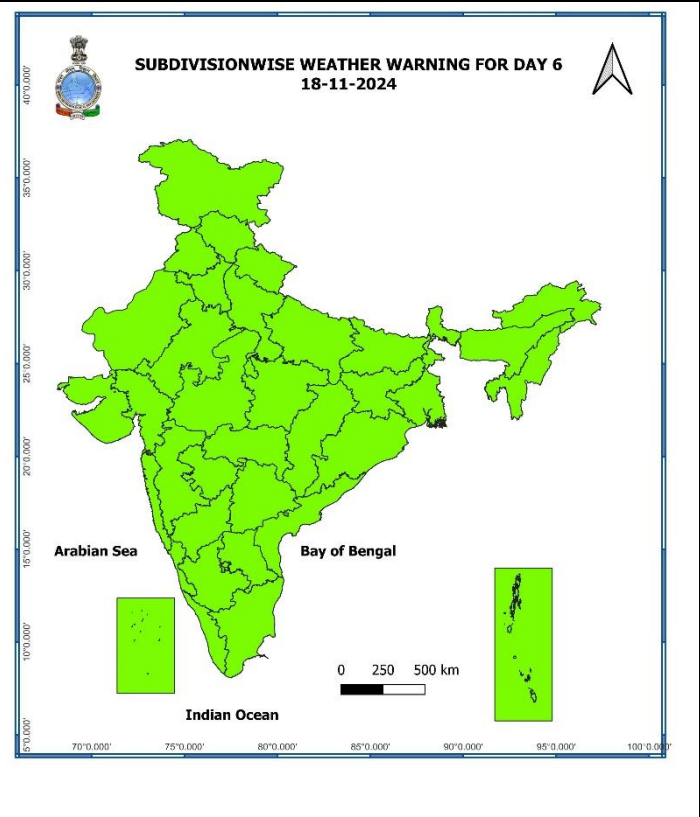 SUBDIVISIONWISE WEATHER WARNING FOR DAY 6
18-11-2024
40°0.000'
35°0.000'
30°0.000'
25°0.000'
20°0.000'
15°0.000'
10°0.000'
5°0.000'
Arabian Sea
Bay of Bengal
0 250 500 km
Indian Ocean
70°0.000' 75°0.000' 80°0.000' 85°0.000' 90°0.000' 95°0.000' 100°0.000'